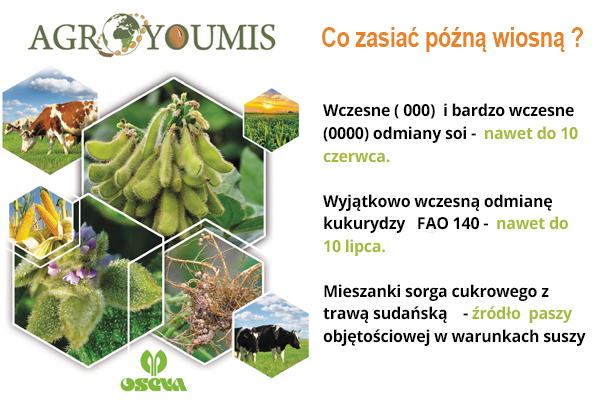 AGROYOUMIS
Co zasiać późną wiosną ?
Wczesne ( 000) i bardzo wczesne
(0000) odmiany soi - nawet do 10
czerwca.
Wyjątkowo wczesną odmianę
kukurydzy FAO 140 - nawet do
10 lipca.
Mieszanki sorga cukrowego z
trawą sudańską - źródło paszy
objętościowej w warunkach suszy
OSEVA